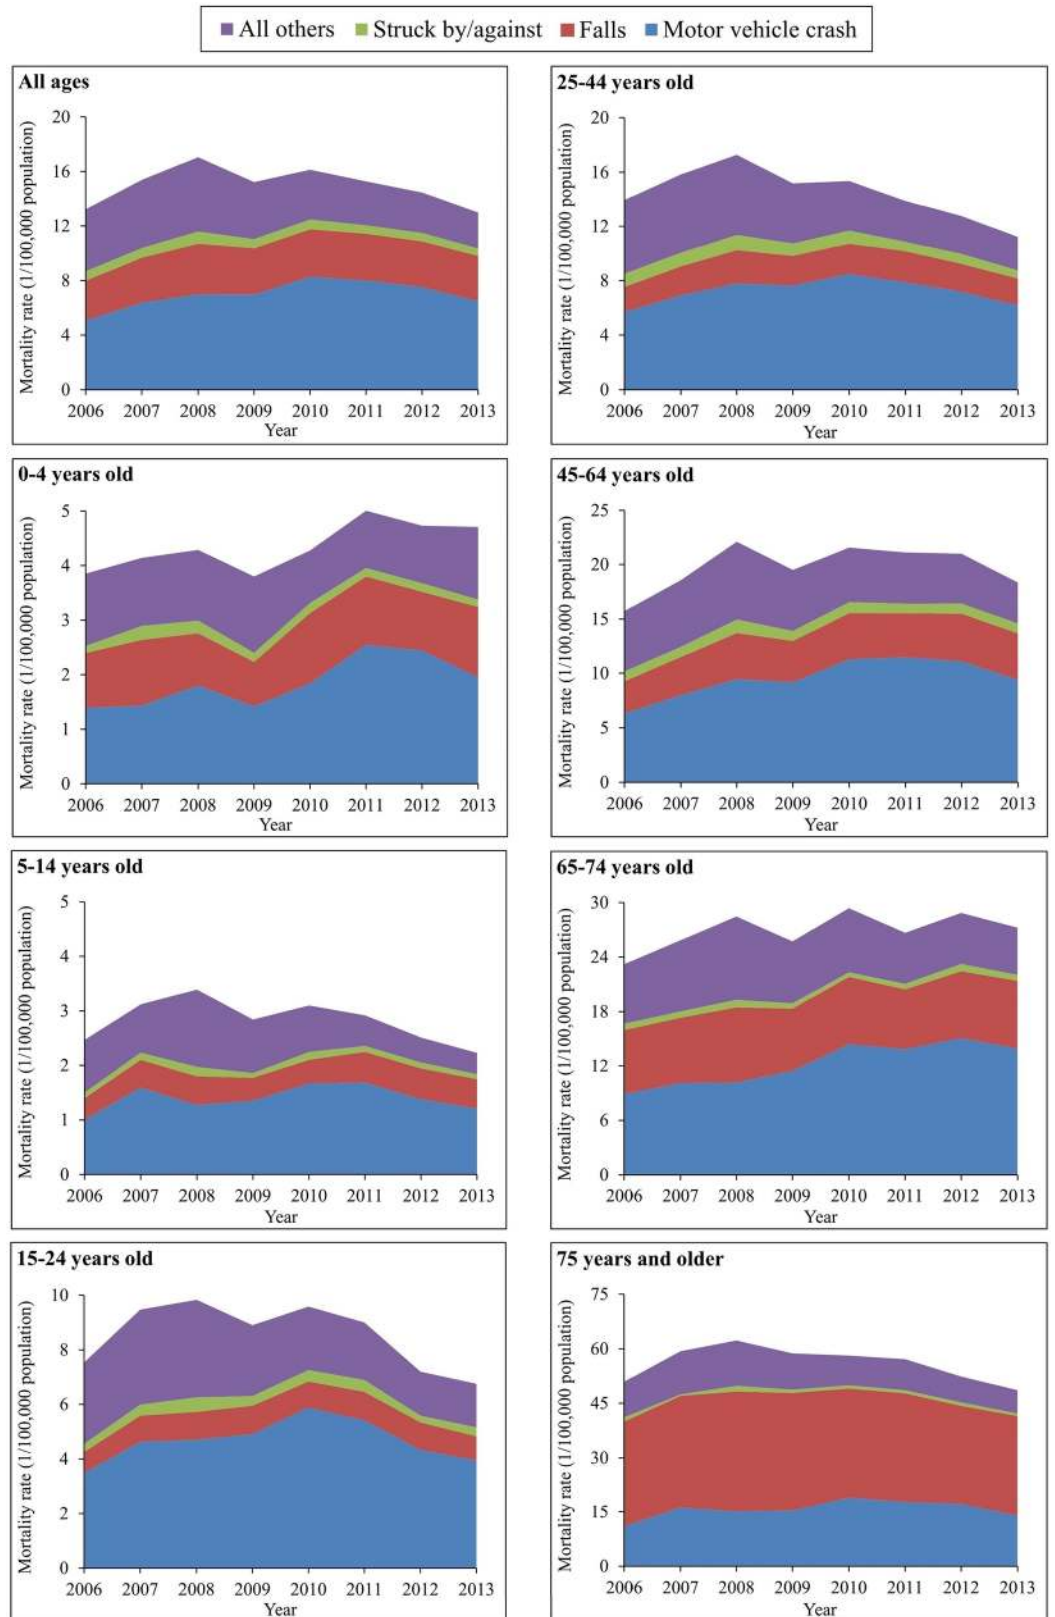 All others Struck by/against Falls Motor vehicle crash
All ages
Mortality rate (1/100,000 population)
20
16
12
8
4
0
2006 2007 2008 2009 2010 2011 2012 2013
Year
25-44 years old
Mortality rate (1/100,000 population)
20
16
12
8
4
0
2006 2007 2008 2009 2010 2011 2012 2013
Year
0-4 years old
Mortality rate (1/100,000 population)
5
4
3
2
1
0
2006 2007 2008 2009 2010 2011 2012 2013
Year
45-64 years old
Mortality rate (1/100,000 population)
25
20
15
10
5
0
2006 2007 2008 2009 2010 2011 2012 2013
Year
5-14 years old
Mortality rate (1/100,000 population)
5
4
3
2
1
0
2006 2007 2008 2009 2010 2011 2012 2013
Year
65-74 years old
Mortality rate (1/100,000 population)
30
24
18
12
6
0
2006 2007 2008 2009 2010 2011 2012 2013
Year
15-24 years old
Mortality rate (1/100,000 population)
10
8
6
4
2
0
2006 2007 2008 2009 2010 2011 2012 2013
Year
75 years and older
Mortality rate (1/100,000 population)
75
60
45
30
15
0
2006 2007 2008 2009 2010 2011 2012 2013
Year